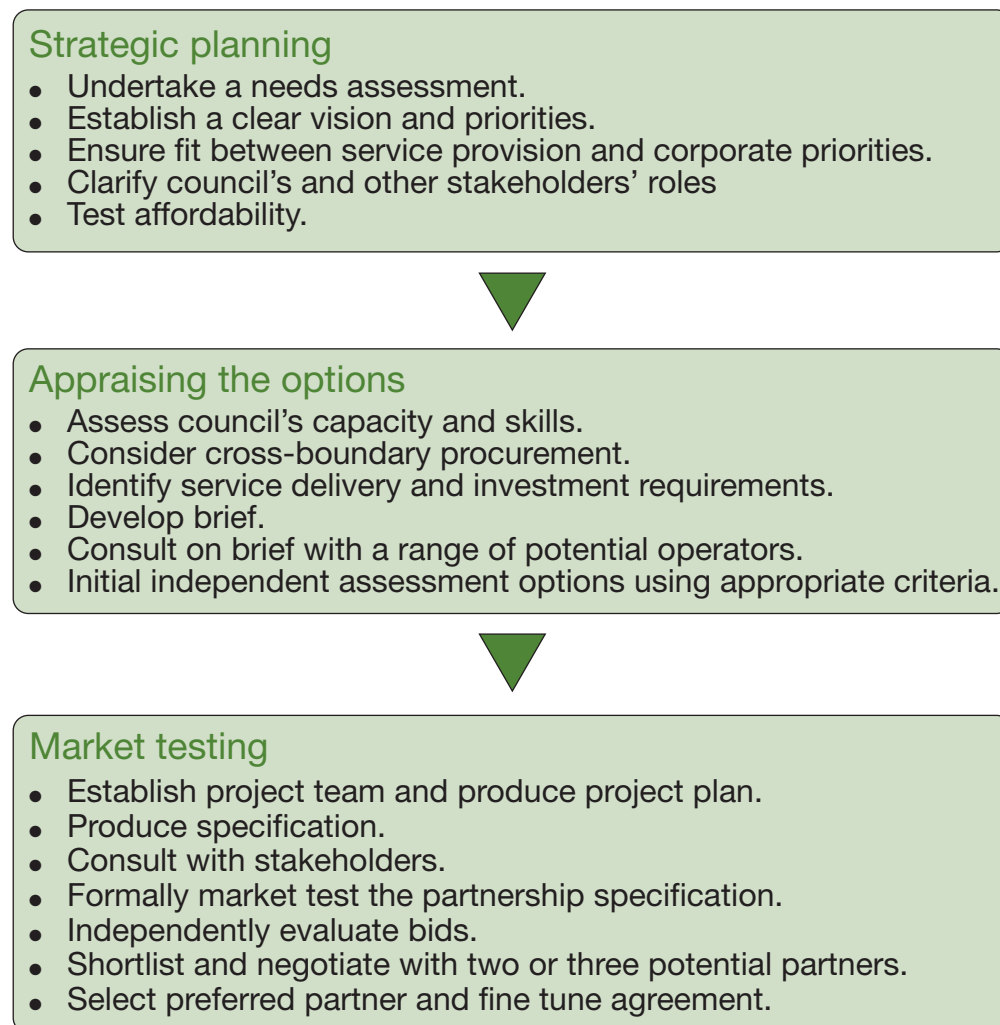 Strategic planning
● Undertake a needs assessment.
● Establish a clear vision and priorities.
● Ensure fit between service provision and corporate priorities.
● Clarify council’s and other stakeholders’ roles
● Test affordability.
Appraising the options
● Assess council’s capacity and skills.
● Consider cross-boundary procurement.
● Identify service delivery and investment requirements.
● Develop brief.
● Consult on brief with a range of potential operators.
● Initial independent assessment options using appropriate criteria.
Market testing
● Establish project team and produce project plan.
● Produce specification.
● Consult with stakeholders.
● Formally market test the partnership specification.
● Independently evaluate bids.
● Shortlist and negotiate with two or three potential partners.
● Select preferred partner and fine tune agreement.